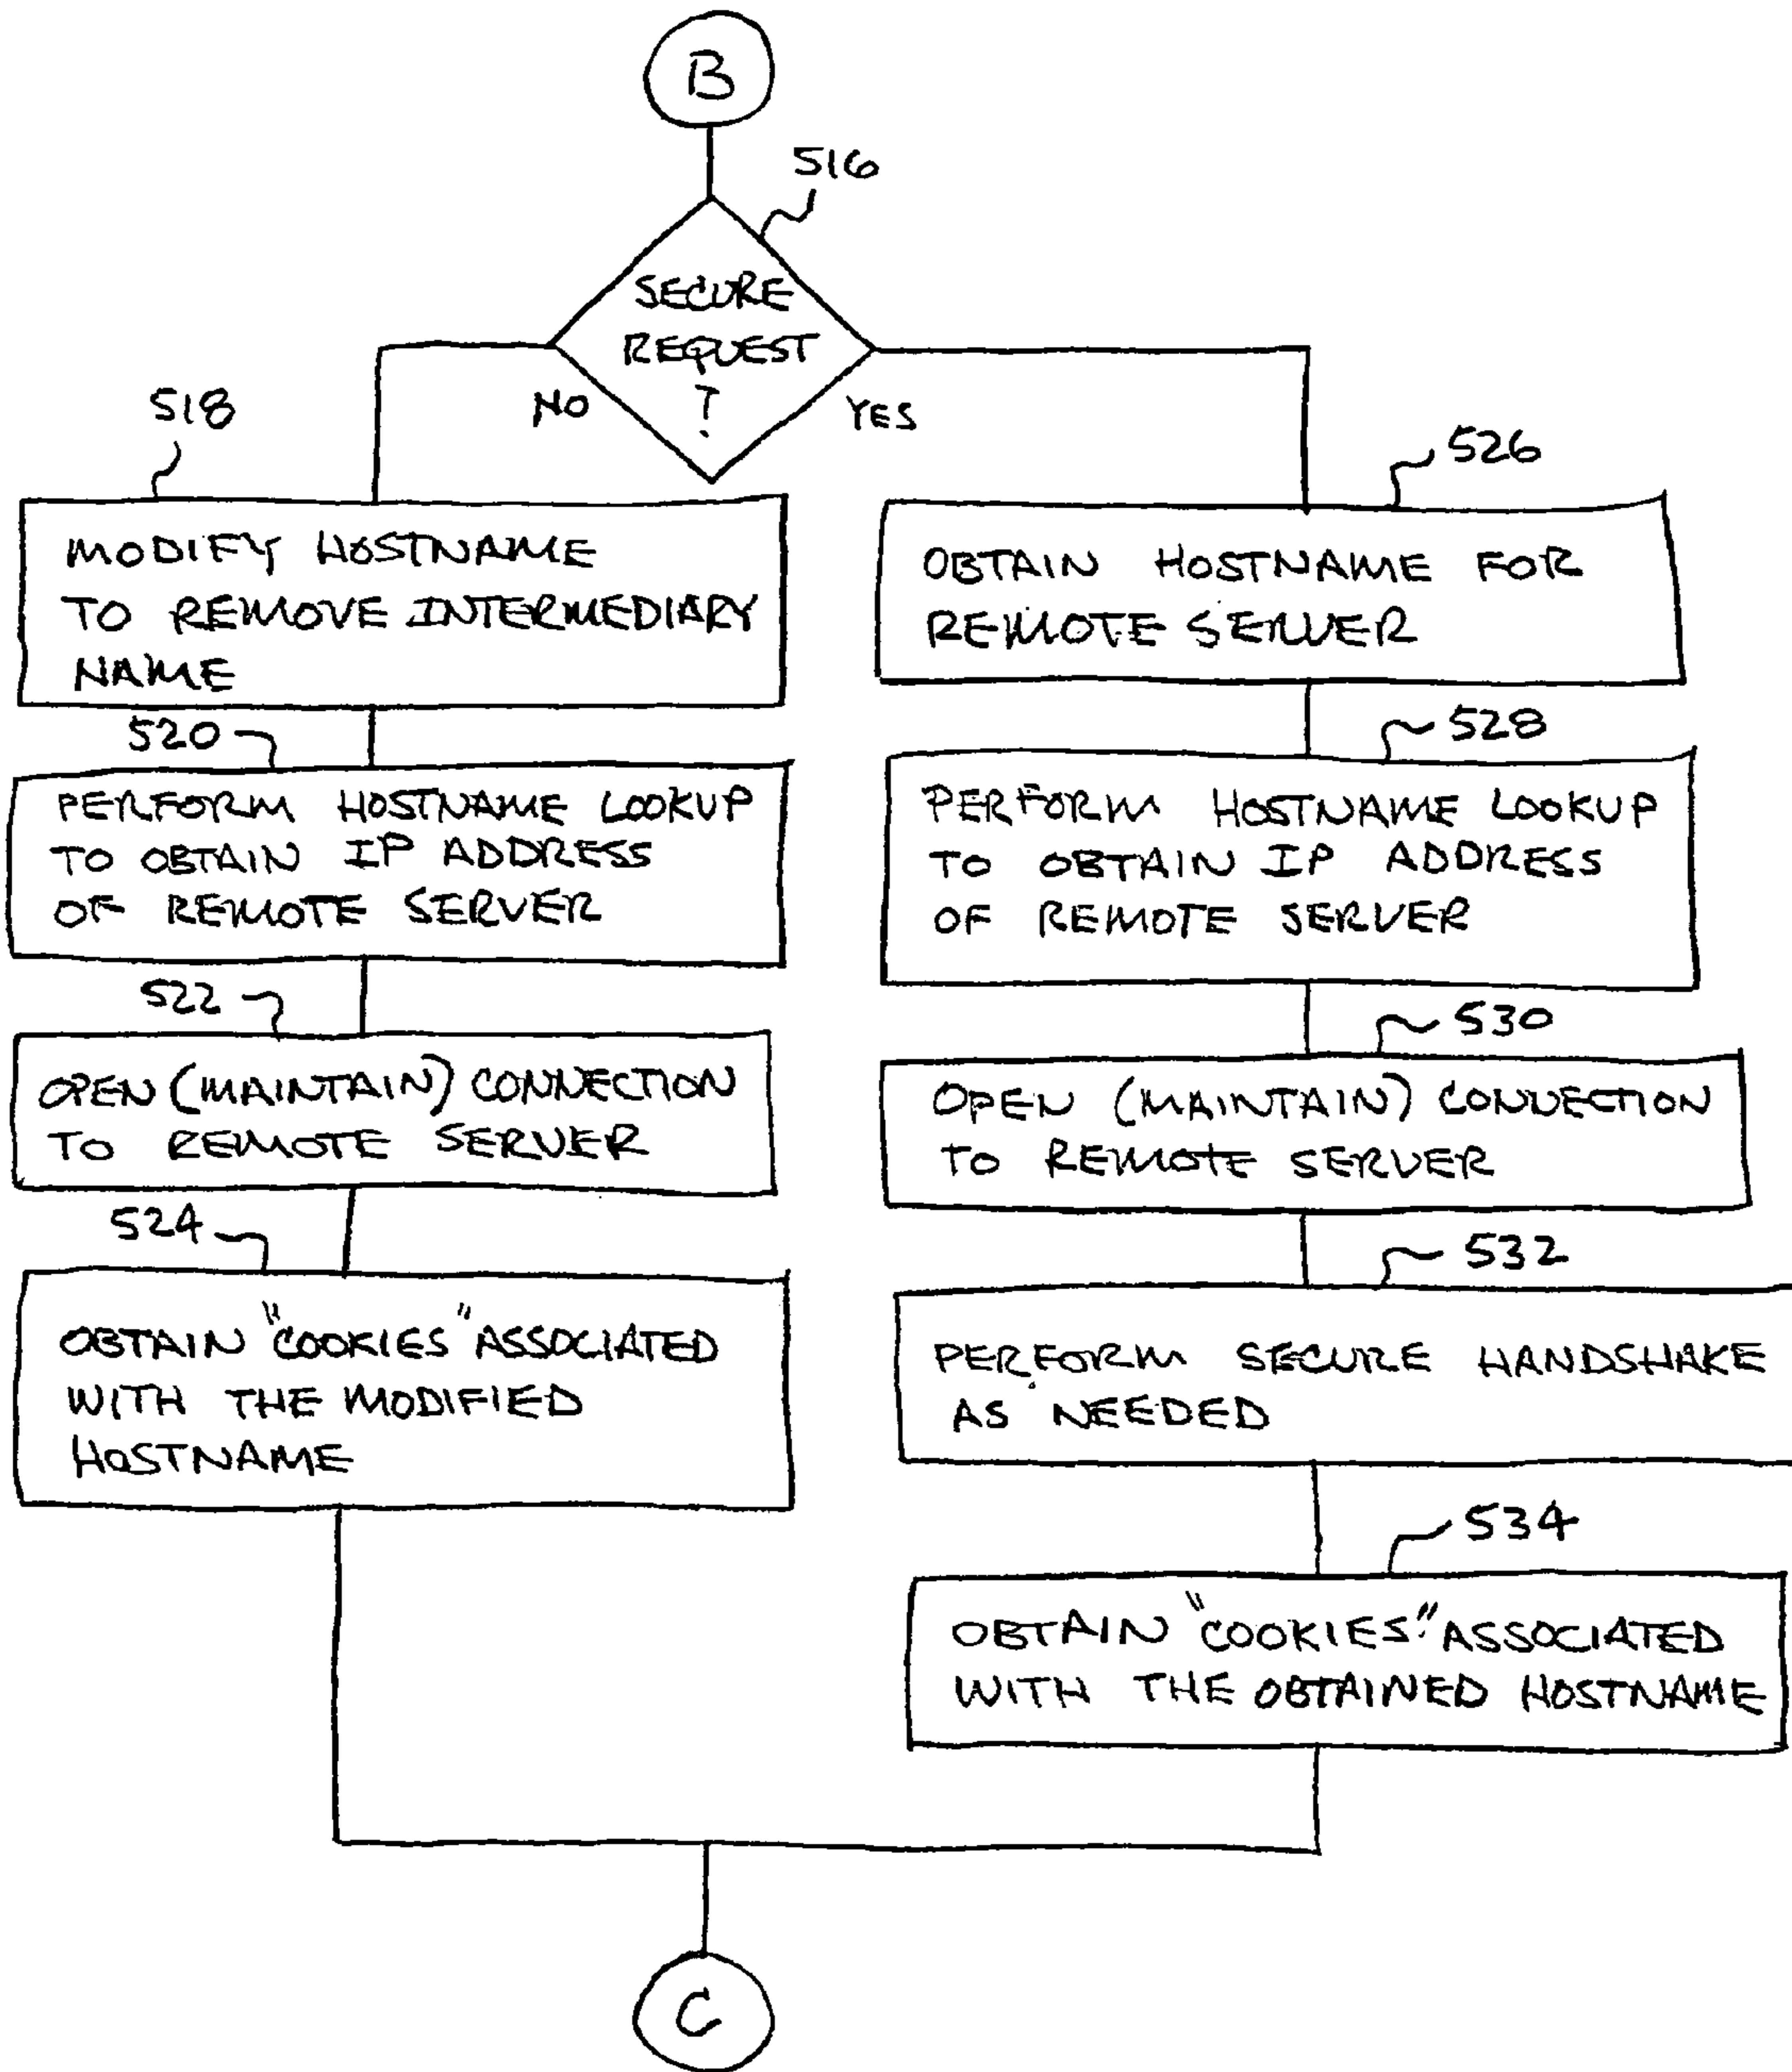 B
516
SECURE
REQUEST
?
NO
YES
518
MODIFY HOSTNAME
TO REMOVE INTERMEDIARY
NAME
520
PERFORM HOSTNAME LOOKUP
TO OBTAIN IP ADDRESS
OF REMOTE SERVER
522
OPEN (MAINTAIN) CONNECTION
TO REMOTE SERVER
524
OBTAIN "COOKIES" ASSOCIATED
WITH THE MODIFIED
HOSTNAME
526
OBTAIN HOSTNAME FOR
REMOTE SERVER
528
PERFORM HOSTNAME LOOKUP
TO OBTAIN IP ADDRESS
OF REMOTE SERVER
530
OPEN (MAINTAIN) CONNECTION
TO REMOTE SERVER
532
PERFORM SECURE HANDSHAKE
AS NEEDED
534
OBTAIN "COOKIES" ASSOCIATED
WITH THE OBTAINED HOSTNAME
C